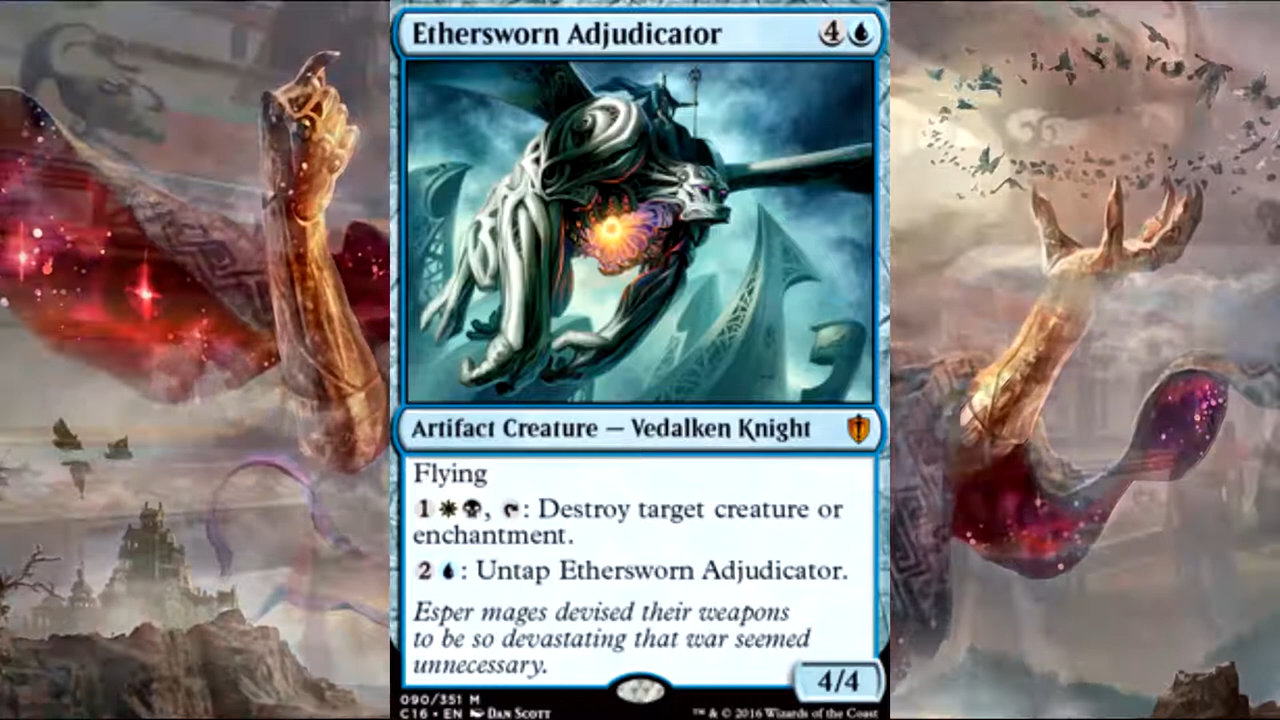 Ethersworn Adjudicator 4
Artifact Creature — Vedalken Knight
Flying
1 , : Destroy target creature or
enchantment.
2 : Untap Ethersworn Adjudicator.
Esper mages devised their weapons
to be so devastating that war seemed
unnecessary.
4/4
090/351 M
C16 • EN Dan Scott
™ & © 2016 Wizards of the Coast